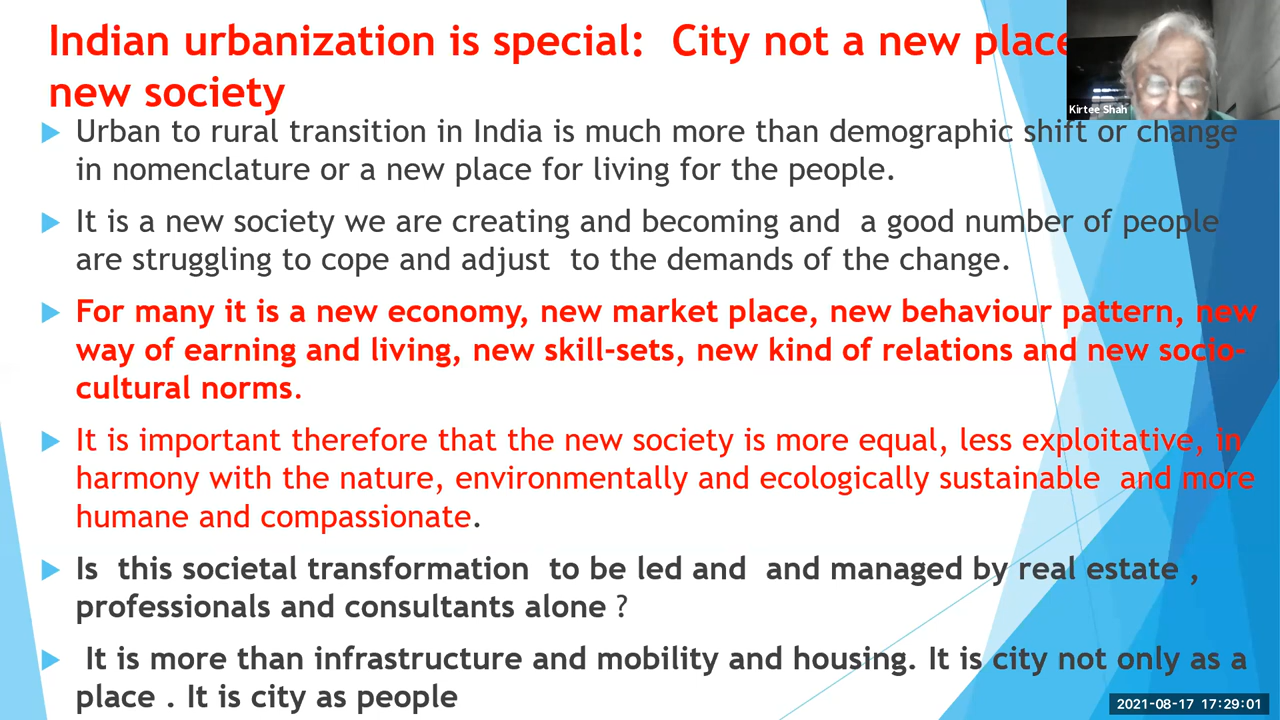 Indian urbanization is special:  City not a new place
new society
Kirtee Shah
Urban to rural transition in India is much more than demographic shift or change
in nomenclature or a new place for living for the people.
It is a new society we are creating and becoming and  a good number of people
are struggling to cope and adjust  to the demands of the change.
For many it is a new economy, new market place, new behaviour pattern, new
way of earning and living, new skill-sets, new kind of relations and new socio-
cultural norms.
It is important therefore that the new society is more equal, less exploitative, in
harmony with the nature, environmentally and ecologically sustainable  and more
humane and compassionate.
Is  this societal transformation  to be led and  and managed by real estate ,
professionals and consultants alone ?
It is more than infrastructure and mobility and housing. It is city not only as a
place . It is city as people
2021-08-17 17:29:01